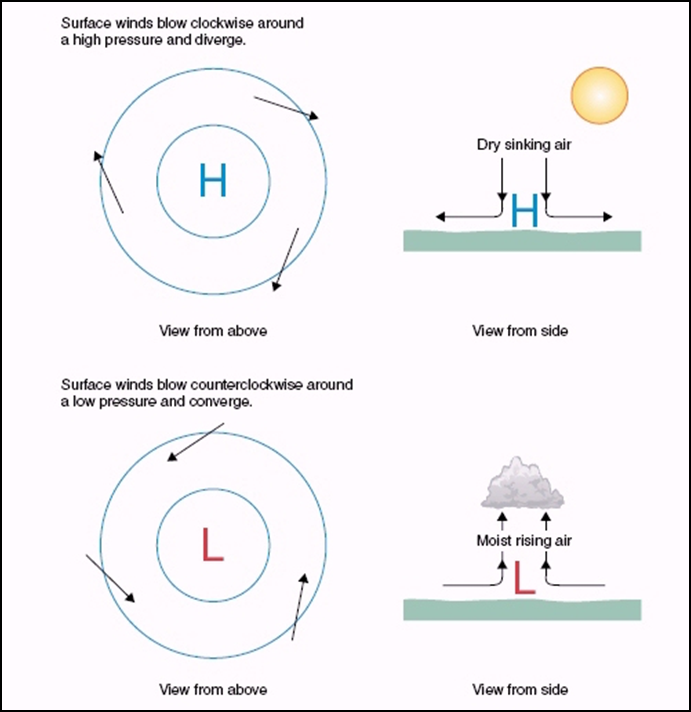 Surface winds blow clockwise around
a high pressure and diverge.
H
View from above
Dry sinking air
H
View from side
Surface winds blow counterclockwise around
a low pressure and converge.
L
View from above
Moist rising air
L
View from side